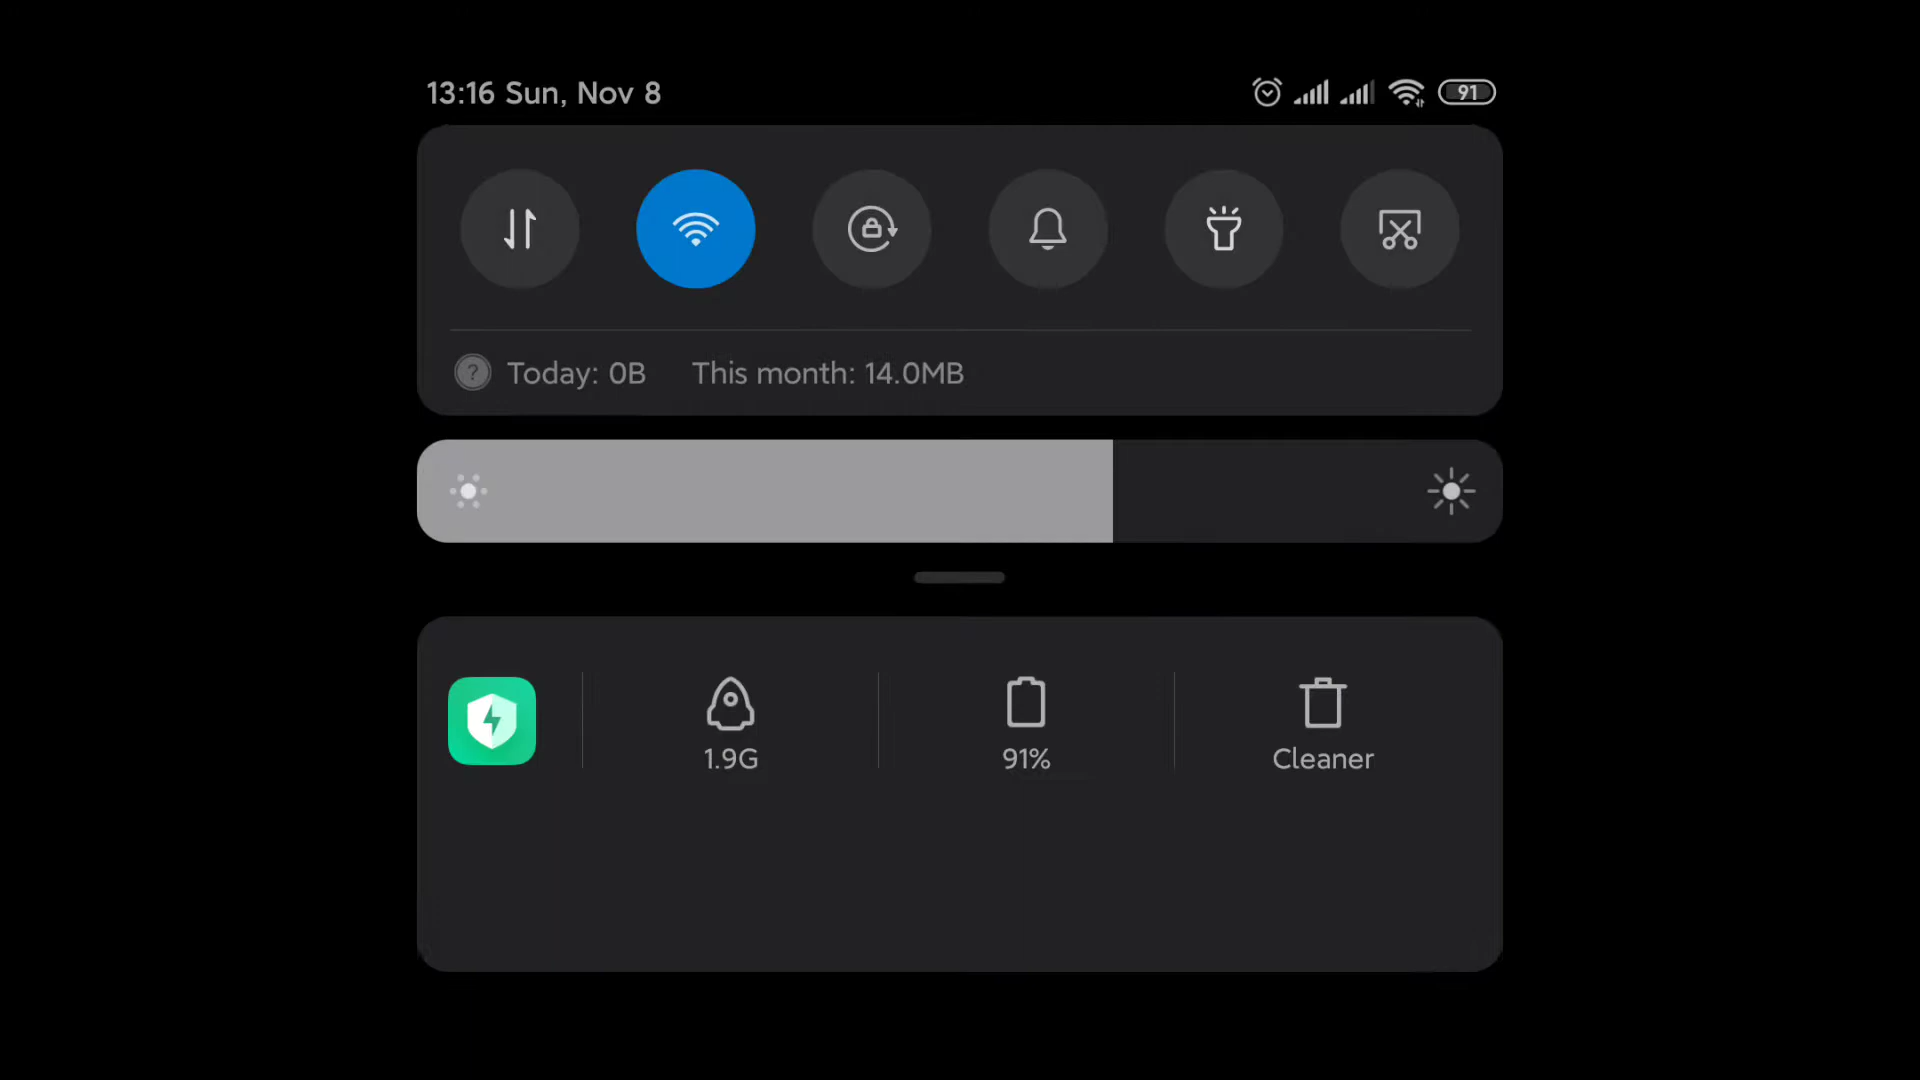 13:16 Sun, Nov 8 91
? Today: 0B This month: 14.0MB
1.9G 91% Cleaner